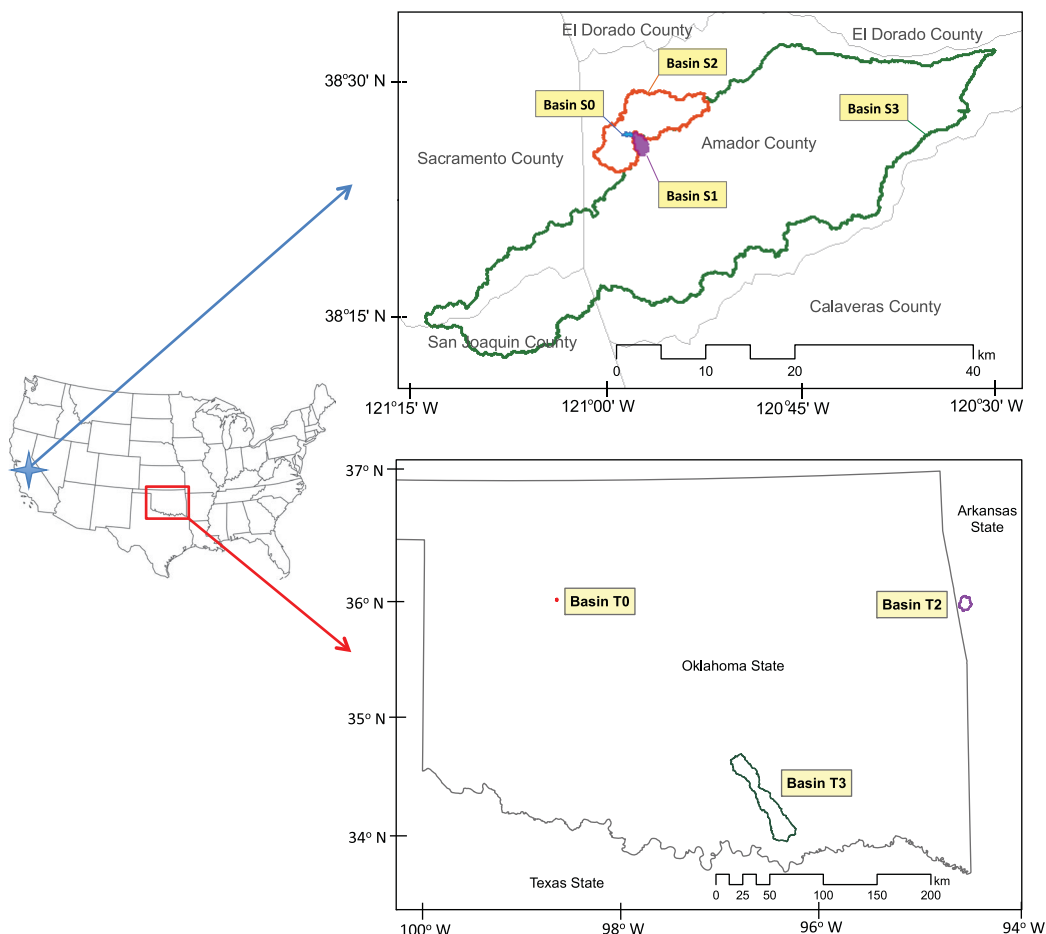 El Dorado County
El Dorado County
38°30' N
Basin S2
Basin S0
Basin S3
Amador County
Sacramento County
Basin S1
Calaveras County
38°15' N
San Joaquin County
km
0 10 20 40
121°15' W 121°00' W 120°45' W 120°30' W
37° N
Arkansas
State
36° N
Basin T0
Basin T2
Oklahoma State
35° N
Basin T3
34° N
Texas State
km
0 25 50 100 150 200
100° W 98° W 96° W 94° W